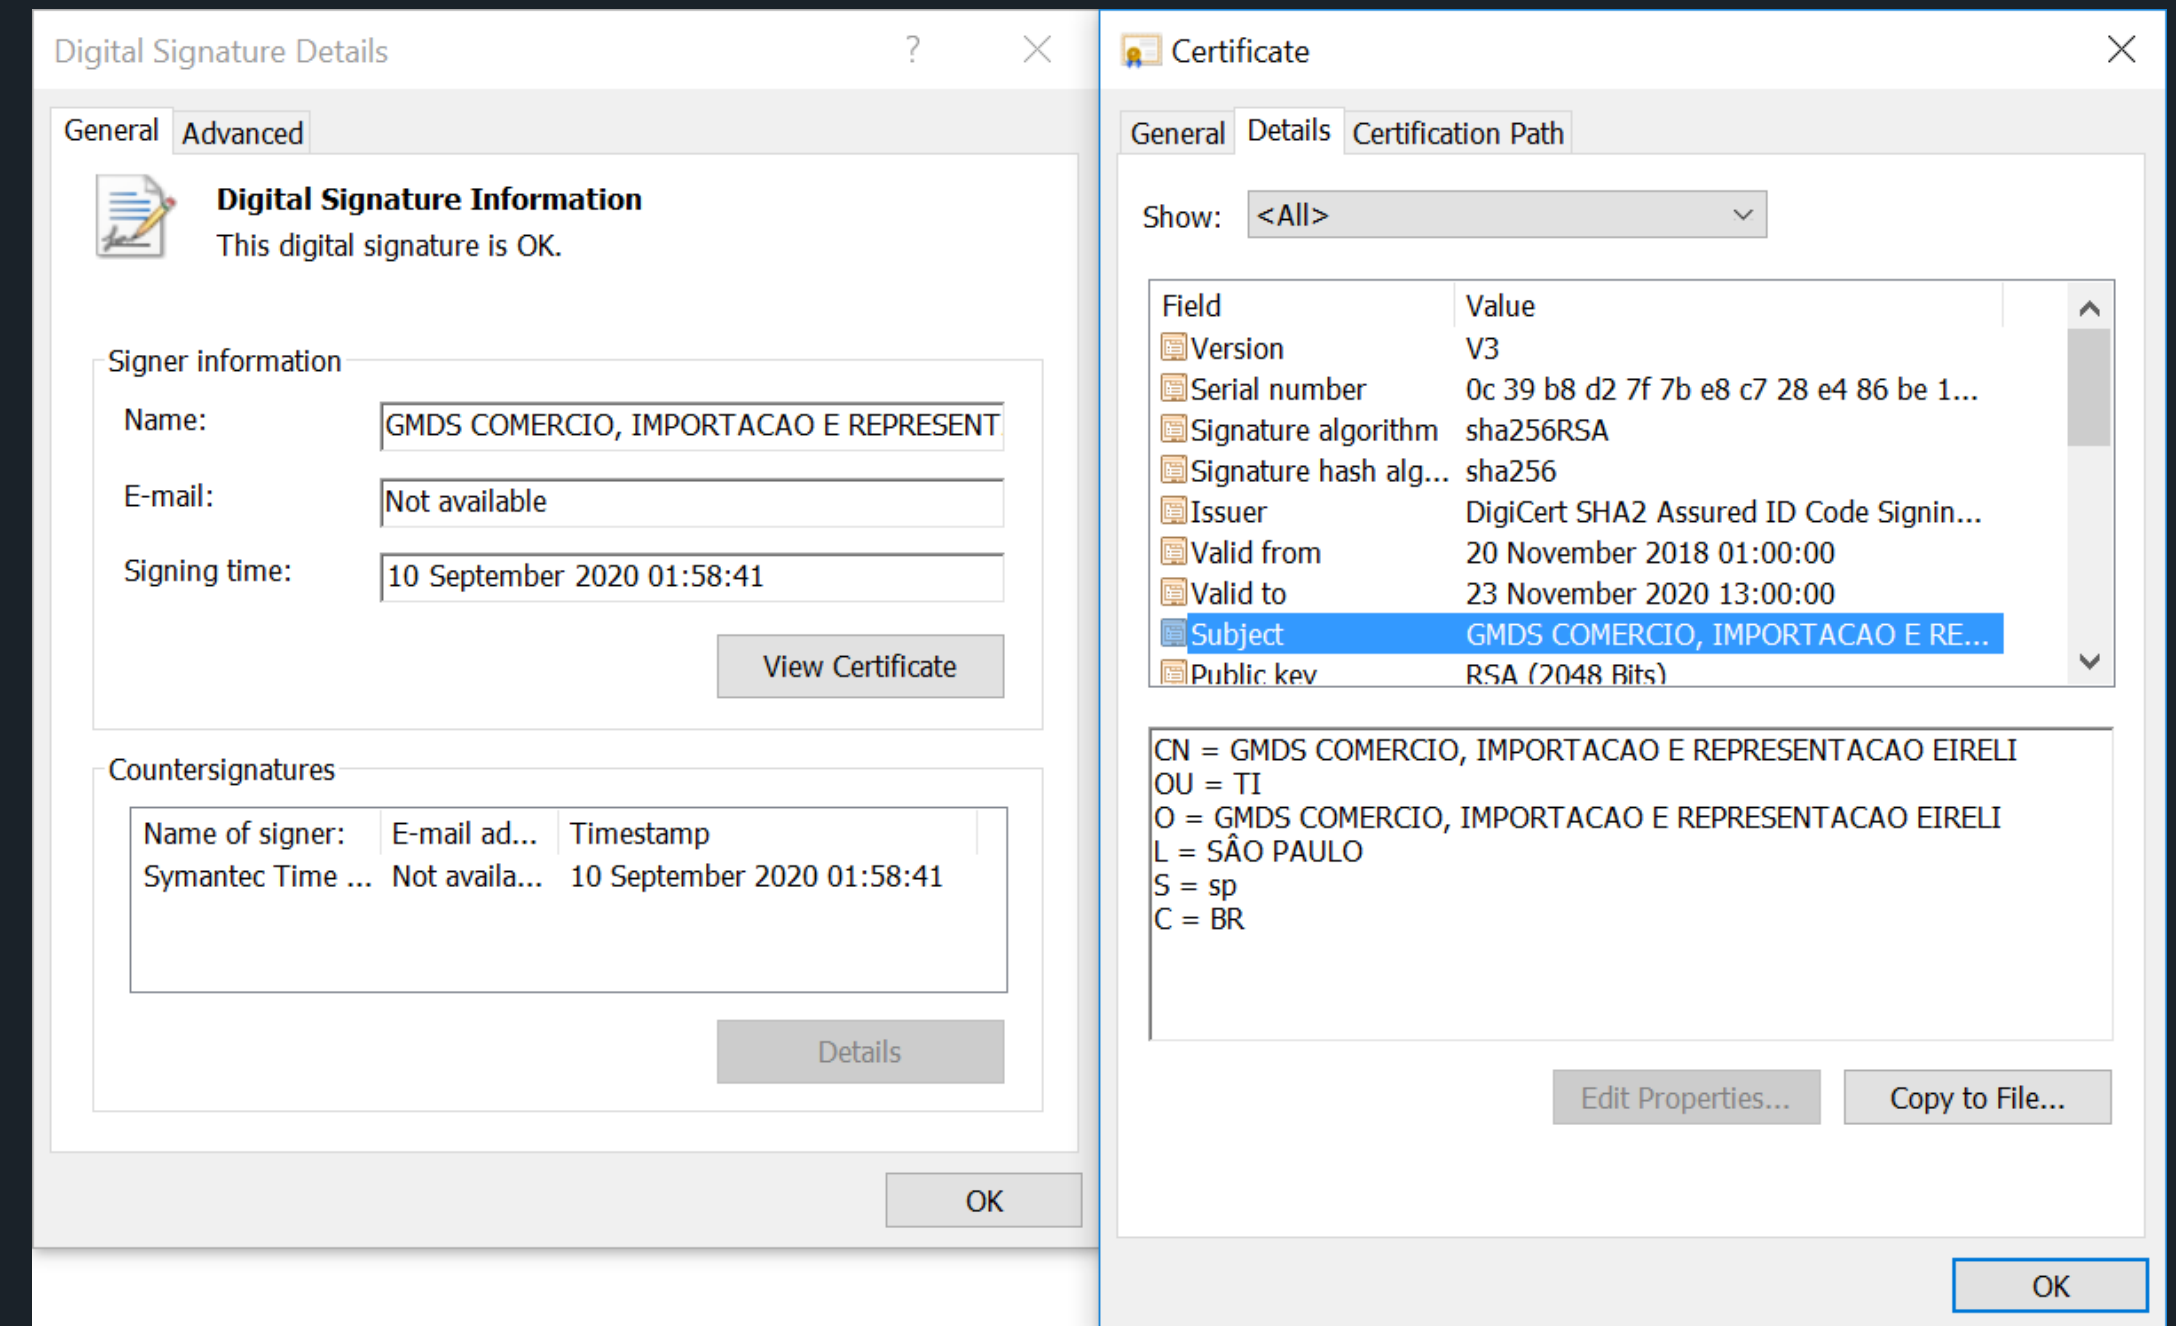 Digital Signature Details
?
General
Advanced
Digital Signature Information
This digital signature is OK.
Signer information
Name:
GMDS COMERCIO, IMPORTACAO E REPRESENT
E-mail:
Not available
Signing time:
10 September 2020 01:58:41
View Certificate
Countersignatures
Name of signer: E-mail ad... Timestamp
Symantec Time ... Not availa... 10 September 2020 01:58:41
Details
OK
Certificate
General
Details
Certification Path
Show:
<All>
Field Value
Version V3
Serial number 0c 39 b8 d2 7f 7b e8 c7 28 e4 86 be 1...
Signature algorithm sha256RSA
Signature hash alg... sha256
Issuer DigiCert SHA2 Assured ID Code Signin...
Valid from 20 November 2018 01:00:00
Valid to 23 November 2020 13:00:00
Subject GMDS COMERCIO, IMPORTACAO E RE...
Public key RSA (2048 Bits)
CN = GMDS COMERCIO, IMPORTACAO E REPRESENTACAO EIRELI
OU = TI
O = GMDS COMERCIO, IMPORTACAO E REPRESENTACAO EIRELI
L = SÂO PAULO
S = sp
C = BR
Edit Properties...
Copy to File...
OK